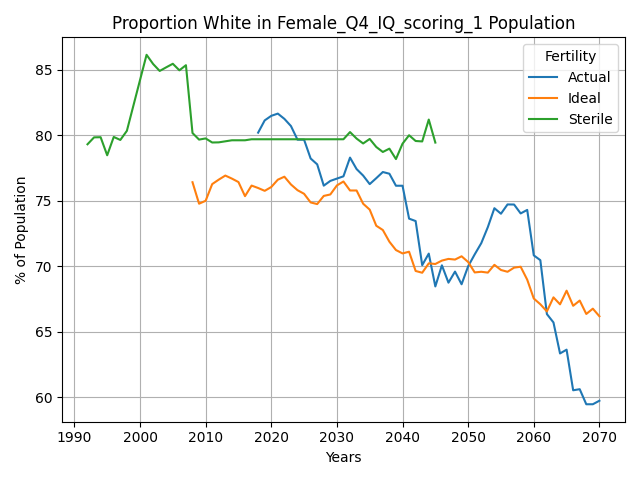 Proportion White in Female_Q4_IQ_scoring_1 Population
% of Population
85
80
75
70
65
60
1990 2000 2010 2020 2030 2040 2050 2060 2070
Years
Fertility
Actual
Ideal
Sterile